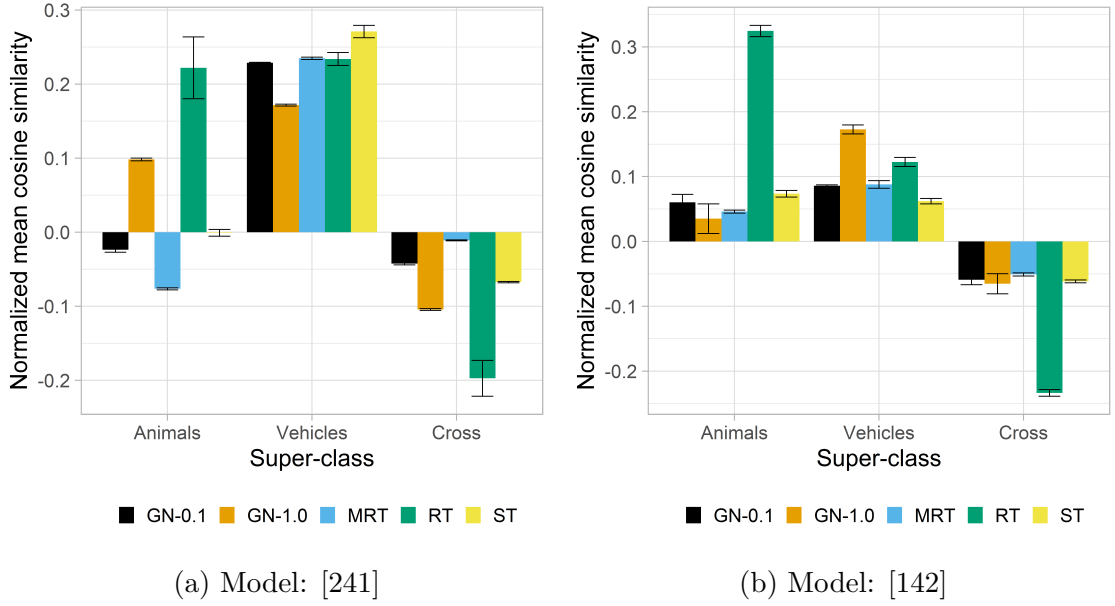 Normalized mean cosine similarity
0.3
0.2
0.1
0.0
-0.1
-0.2
Animals Vehicles Cross
Super-class
GN-0.1 GN-1.0 MRT RT ST
(a) Model: [241]
Normalized mean cosine similarity
0.3
0.2
0.1
0.0
-0.1
-0.2
Animals Vehicles Cross
Super-class
GN-0.1 GN-1.0 MRT RT ST
(b) Model: [142]